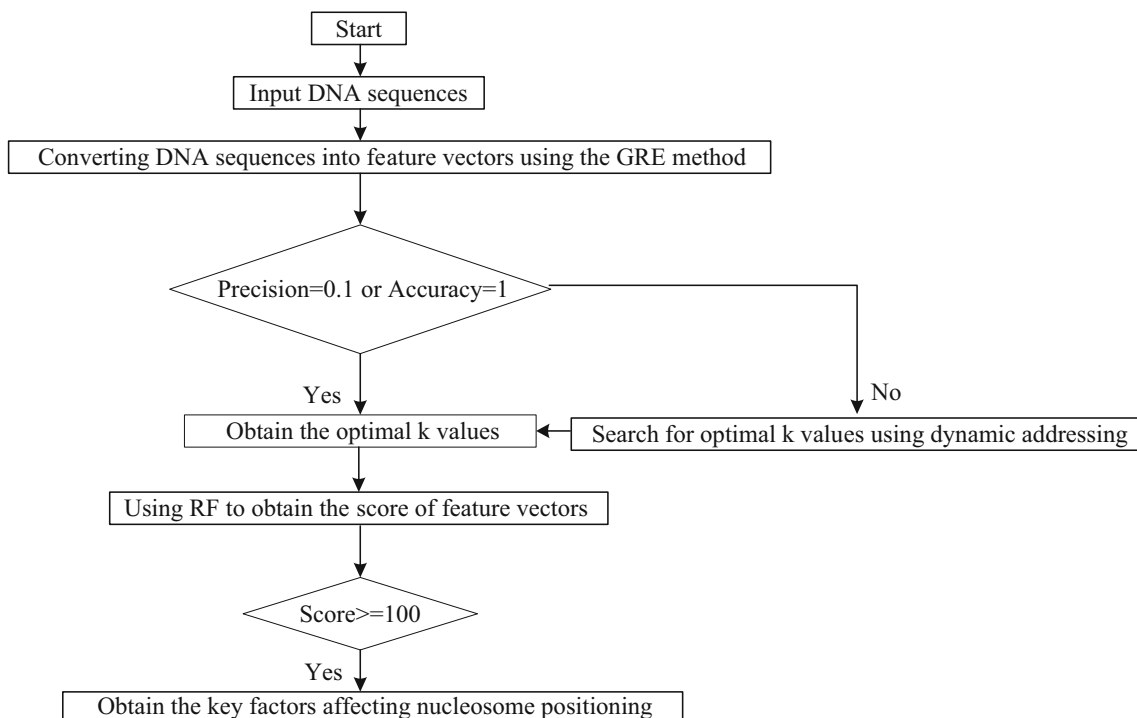 Start
Input DNA sequences
Converting DNA sequences into feature vectors using the GRE method
Precision=0.1 or Accuracy=1
Yes
No
Obtain the optimal k values
Search for optimal k values using dynamic addressing
Using RF to obtain the score of feature vectors
Score>=100
Yes
Obtain the key factors affecting nucleosome positioning